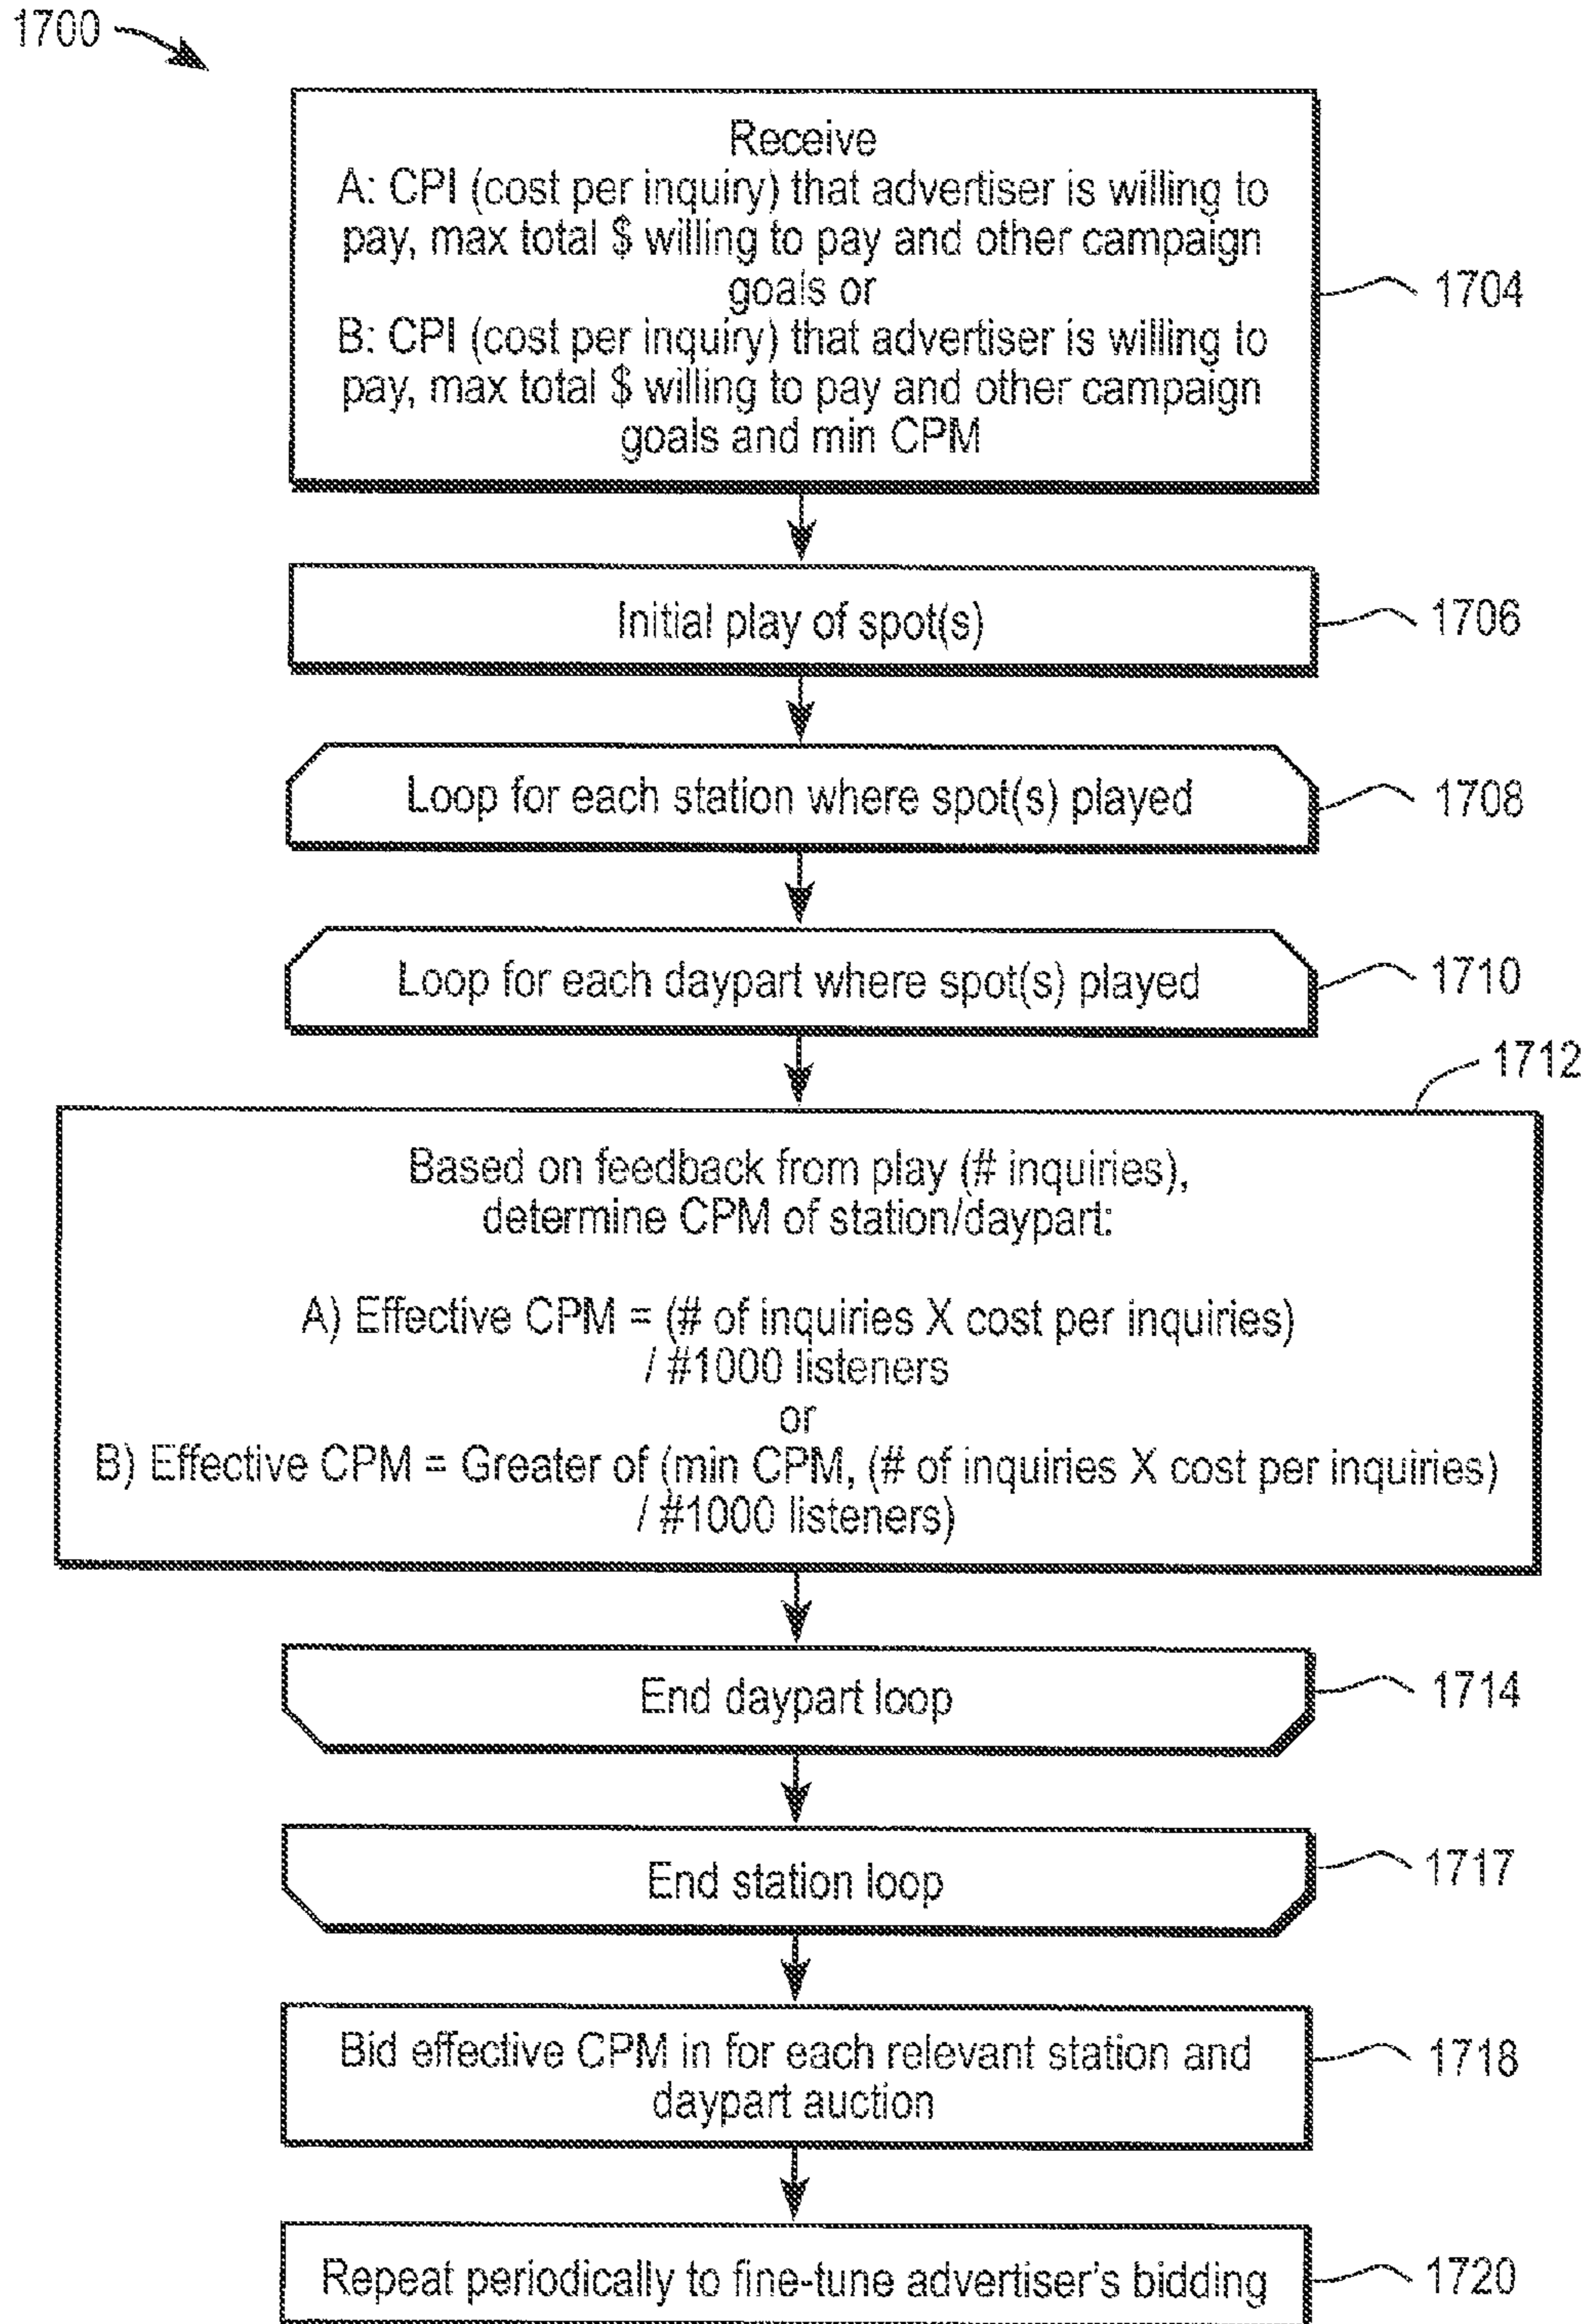 1700
Receive
A: CPI (cost per inquiry) that advertiser is willing to
pay, max total $ willing to pay and other campaign
goals or
B: CPI (cost per inquiry) that advertiser is willing to
pay, max total $ willing to pay and other campaign
goals and min CPM
1704
Initial play of spot(s)
1706
Loop for each station where spot(s) played
1708
Loop for each daypart where spot(s) played
1710
1712
Based on feedback from play (# inquiries),
determine CPM of station/daypart:
A) Effective CPM = (# of inquiries X cost per inquiries)
/ #1000 listeners
or
B) Effective CPM = Greater of (min CPM, (# of inquiries X cost per inquiries)
/ #1000 listeners)
End daypart loop
1714
End station loop
1717
Bid effective CPM in for each relevant station and
daypart auction
1718
Repeat periodically to fine-tune advertiser's bidding
1720